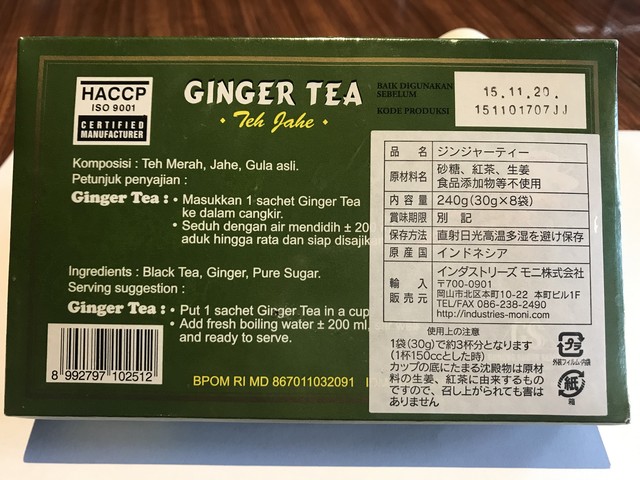 HACCP
ISO 9001
CERTIFIED
MANUFACTURER
GINGER TEA
• Teh Jahe •
BAIK DIGUNAKAN
SEBELUM
KODE PRODUKSI
15.11.20.
151101707JJ
Komposisi : Teh Merah, Jahe, Gula asli.
Petunjuk penyajian :
Ginger Tea : • Masukkan 1 sachet Ginger Tea
ke dalam cangkir.
• Seduh dengan air mendidih ± 20
aduk hingga rata dan siap disajik
Ingredients : Black Tea, Ginger, Pure Sugar.
Serving suggestion :
Ginger Tea : • Put 1 sachet Ginger Tea in a cup
• Add fresh boiling water ± 200 ml,
and ready to serve.
8 992797 102512
BPOM RI MD 867011032091
品名 ジンジャーティー
原材料名 砂糖、紅茶、生姜
食品添加物等不使用
内容量 240g(30g×8袋)
賞味期限 別 記
保存方法 直射日光高温多湿を避け保存
原産国 インドネシア
輸入
販売元
インダストリーズ モニ株式会社
〒700-0901
岡山市北区本町10-22 本町ビル1F
TEL/FAX 086-238-2490
http://industries-moni.com/
使用上の注意
1袋(30g)で約3杯分となります
(1杯150ccとした時)
カップの底にたまる沈殿物は原材
料の生姜、紅茶に由来するもの
ですので、召し上がられても害は
ありません
プラ
外装フィルム・内袋
紙
箱